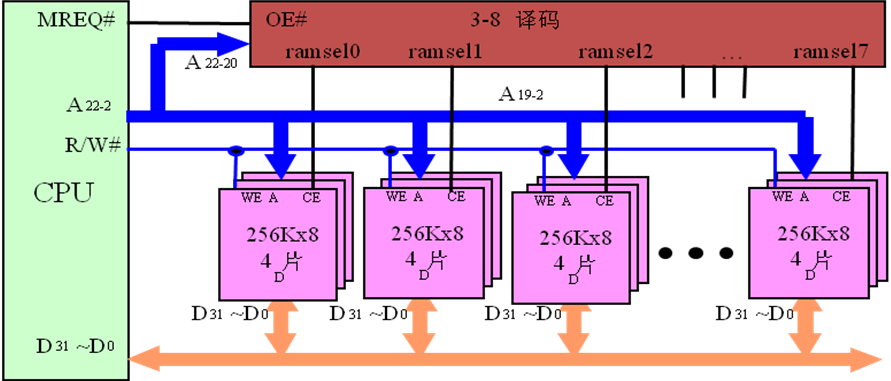 MREQ# OE# 3-8 译码
ramsel0 ramsel1 ramsel2 ... ramsel7
A 22-20
A 22-2 A 19-2
R/W#
CPU
WE A CE WE A CE WE A CE WE A CE
256Kx8 256Kx8 256Kx8 256Kx8
4片 4片 4片 4片
D D D D
D31 ~D0 D31 ~D0 D31 ~D0 D31 ~D0
D31 ~D0